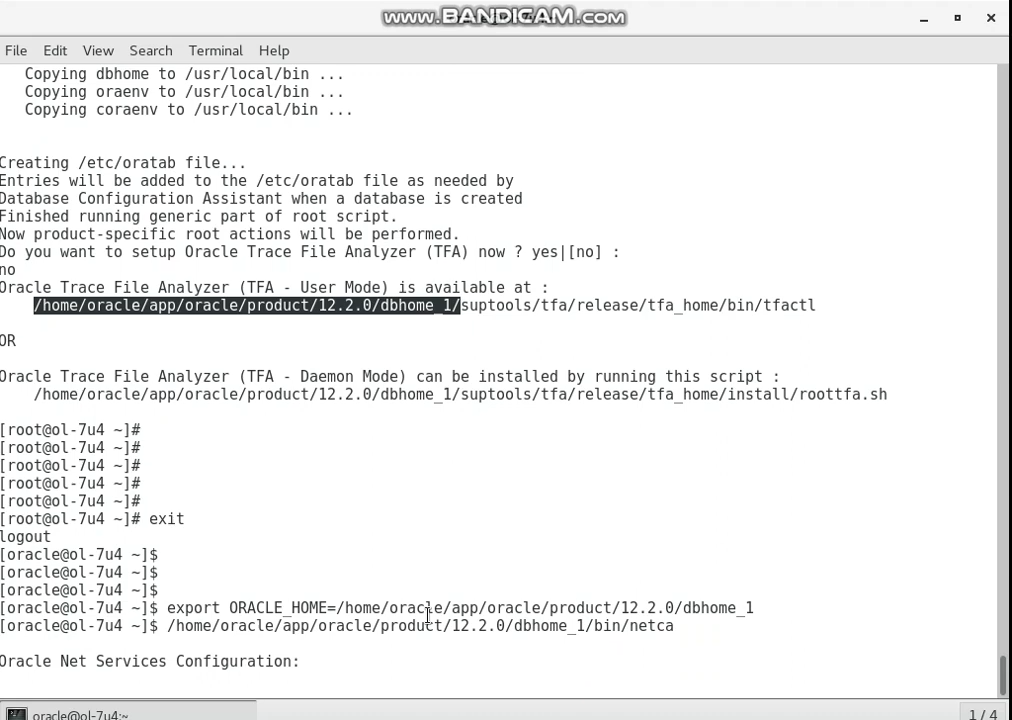 www.BANDICAM.com
File Edit View Search Terminal Help
Copying dbhome to /usr/local/bin ...
Copying oraenv to /usr/local/bin ...
Copying coraenv to /usr/local/bin ...
Creating /etc/oratab file...
Entries will be added to the /etc/oratab file as needed by
Database Configuration Assistant when a database is created
Finished running generic part of root script.
Now product-specific root actions will be performed.
Do you want to setup Oracle Trace File Analyzer (TFA) now ? yes|[no] :
no
Oracle Trace File Analyzer (TFA - User Mode) is available at :
/home/oracle/app/oracle/product/12.2.0/dbhome_1/suptools/tfa/release/tfa_home/bin/tfactl
OR
Oracle Trace File Analyzer (TFA - Daemon Mode) can be installed by running this script :
/home/oracle/app/oracle/product/12.2.0/dbhome_1/suptools/tfa/release/tfa_home/install/roottfa.sh
[root@ol-7u4 ~]#
[root@ol-7u4 ~]#
[root@ol-7u4 ~]#
[root@ol-7u4 ~]#
[root@ol-7u4 ~]#
[root@ol-7u4 ~]# exit
logout
[oracle@ol-7u4 ~]$
[oracle@ol-7u4 ~]$
[oracle@ol-7u4 ~]$
[oracle@ol-7u4 ~]$ export ORACLE_HOME=/home/oracle/app/oracle/product/12.2.0/dbhome_1
[oracle@ol-7u4 ~]$ /home/oracle/app/oracle/product/12.2.0/dbhome_1/bin/netca
Oracle Net Services Configuration:
oracle@ol-7u4:~
1 / 4